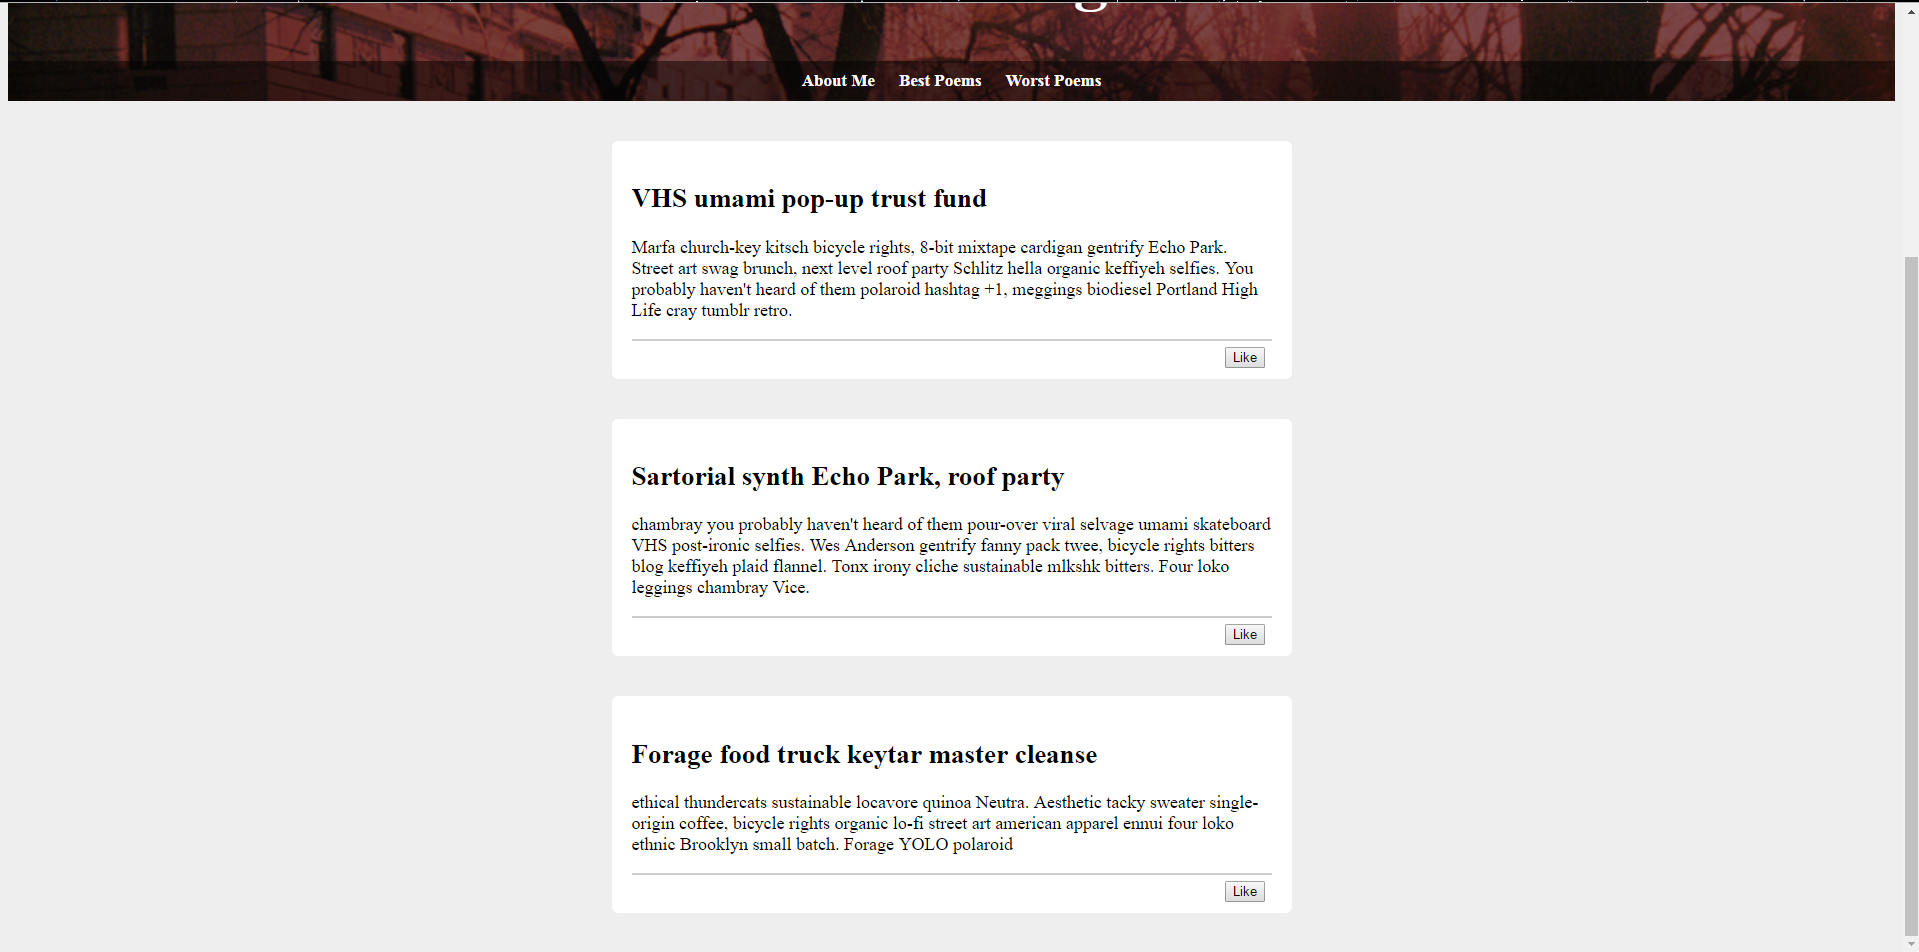 About Me Best Poems Worst Poems
VHS umami pop-up trust fund
Marfa church-key kitsch bicycle rights, 8-bit mixtape cardigan gentrify Echo Park.
Street art swag brunch, next level roof party Schlitz hella organic keffiyeh selfies. You
probably haven't heard of them polaroid hashtag +1, meggings biodiesel Portland High
Life cray tumblr retro.
Like
Sartorial synth Echo Park, roof party
chambray you probably haven't heard of them pour-over viral selvage umami skateboard
VHS post-ironic selfies. Wes Anderson gentrify fanny pack twee, bicycle rights bitters
blog keffiyeh plaid flannel. Tonx irony cliche sustainable mlkshk bitters. Four loko
leggings chambray Vice.
Like
Forage food truck keytar master cleanse
ethical thundercats sustainable locavore quinoa Neutra. Aesthetic tacky sweater single-
origin coffee, bicycle rights organic lo-fi street art american apparel ennui four loko
ethnic Brooklyn small batch. Forage YOLO polaroid
Like